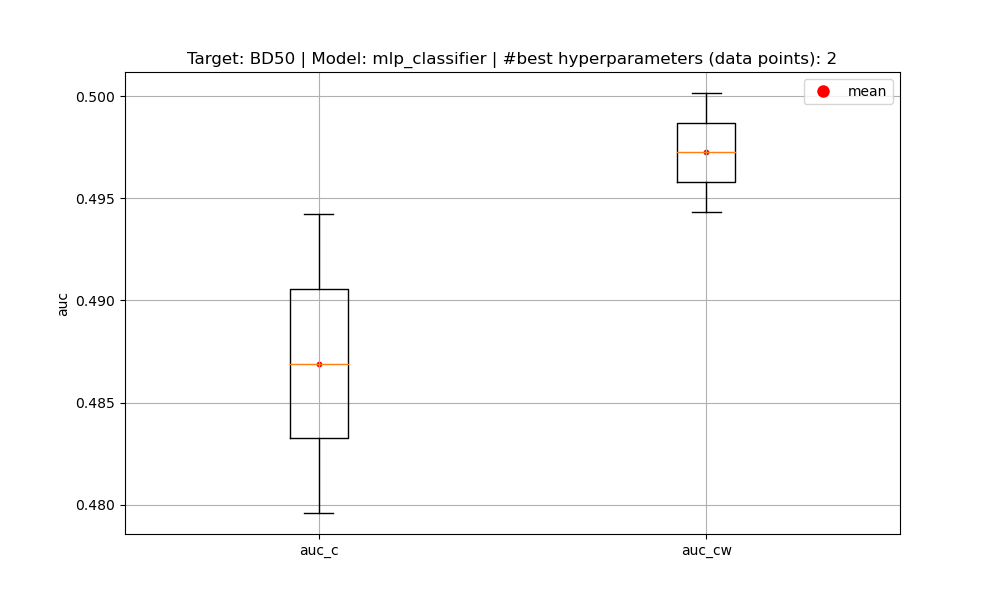 Target: BD50 | Model: mlp_classifier | #best hyperparameters (data points): 2
mean
0.500
0.495
0.490
0.485
0.480
auc
auc_c
auc_cw